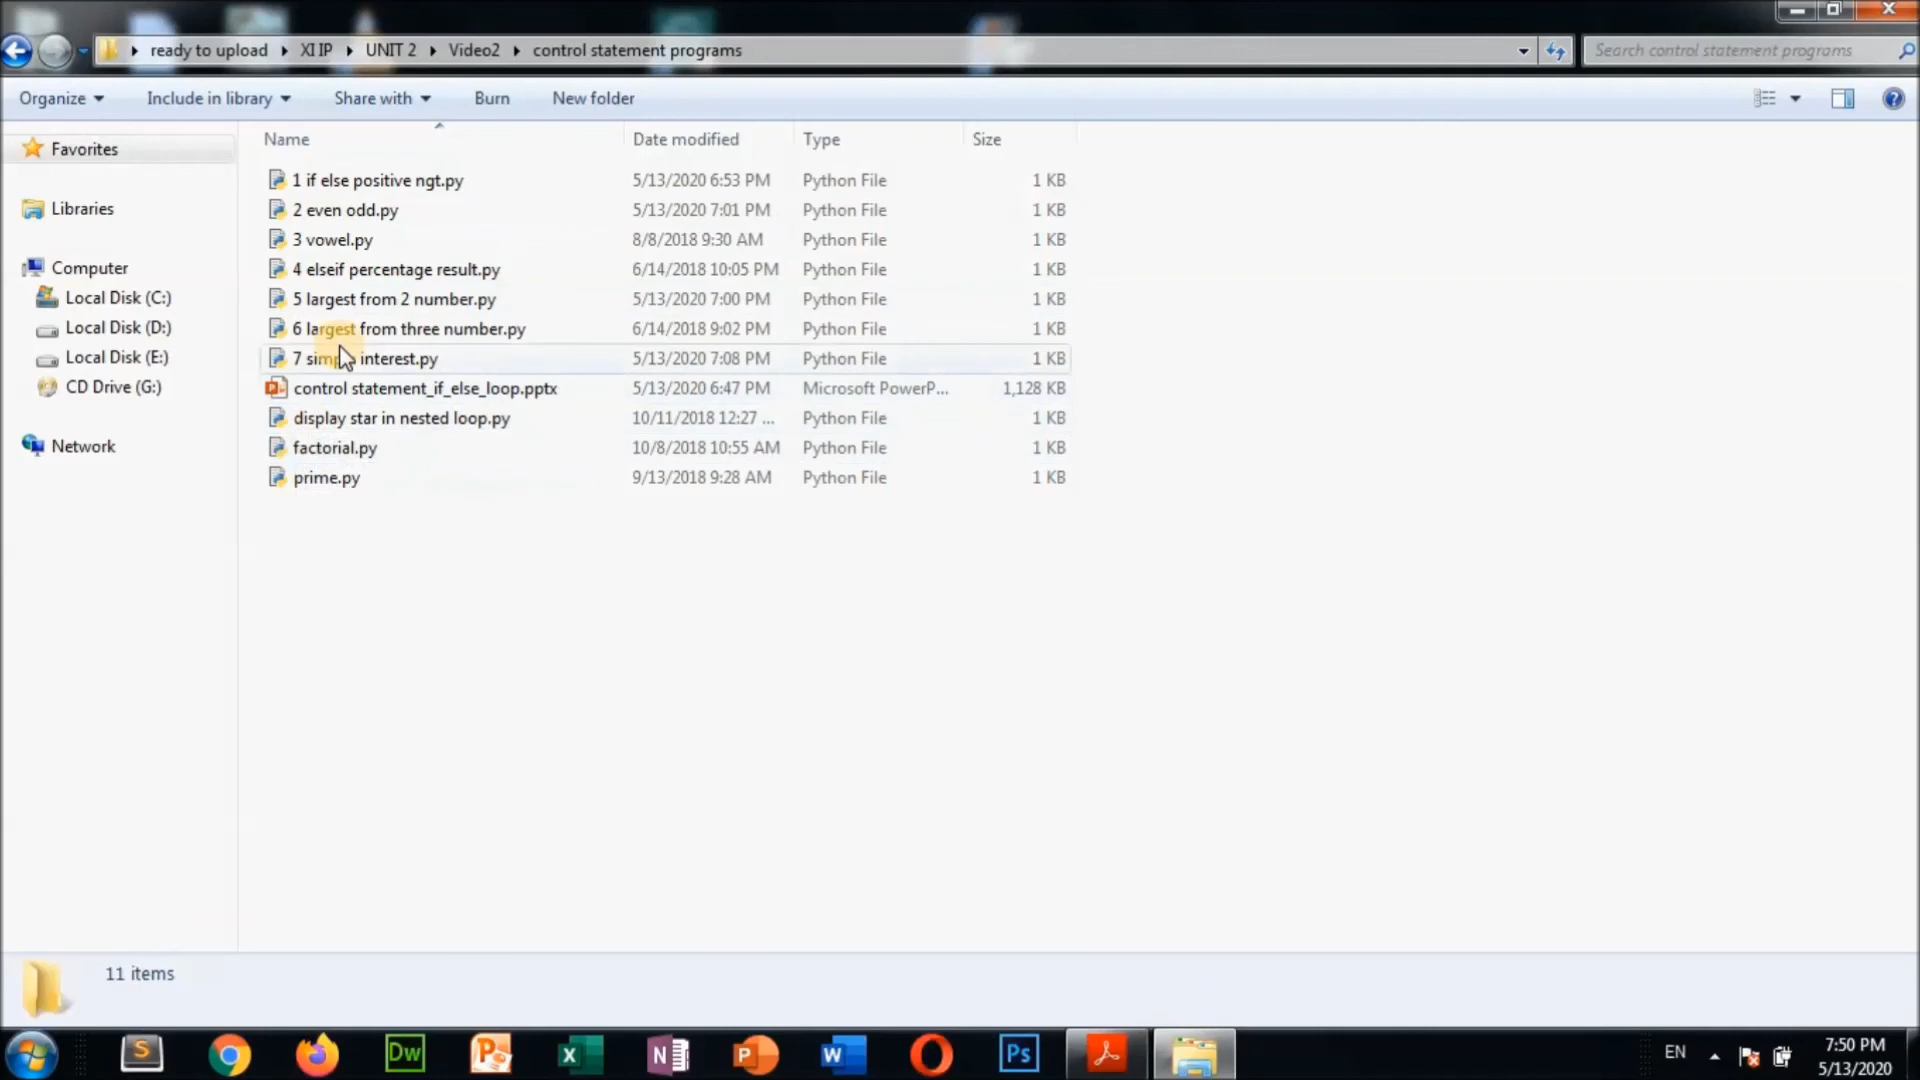 ready to upload XI IP UNIT 2 Video2 control statement programs Search control statement programs
Organize Include in library Share with Burn New folder
Name Date modified Type Size
Favorites
Libraries
Computer
Local Disk (C:)
Local Disk (D:)
Local Disk (E:)
CD Drive (G:)
Network
1 if else positive ngt.py 5/13/2020 6:53 PM Python File 1 KB
2 even odd.py 5/13/2020 7:01 PM Python File 1 KB
3 vowel.py 8/8/2018 9:30 AM Python File 1 KB
4 elseif percentage result.py 6/14/2018 10:05 PM Python File 1 KB
5 largest from 2 number.py 5/13/2020 7:00 PM Python File 1 KB
6 largest from three number.py 6/14/2018 9:02 PM Python File 1 KB
7 interest.py 5/13/2020 7:08 PM Python File 1 KB
control statement_if_else_loop.pptx 5/13/2020 6:47 PM Microsoft PowerP... 1,128 KB
display star in nested loop.py 10/11/2018 12:27 ... Python File 1 KB
factorial.py 10/8/2018 10:55 AM Python File 1 KB
prime.py 9/13/2018 9:28 AM Python File 1 KB
11 items
S Dw P X N P W Ps EN 7:50 PM
5/13/2020